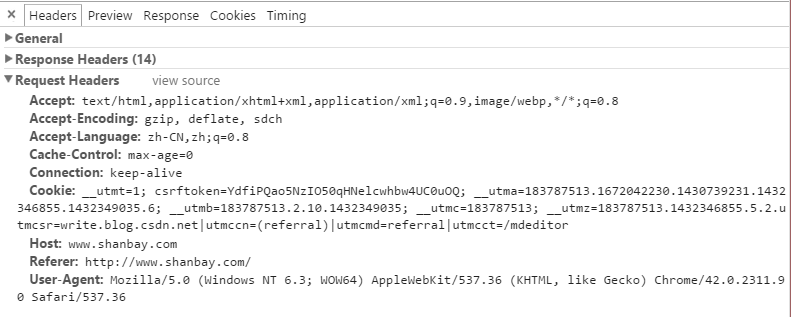 × Headers Preview Response Cookies Timing
▶General
▶Response Headers (14)
▼Request Headers view source
Accept: text/html,application/xhtml+xml,application/xml;q=0.9,image/webp,*/*;q=0.8
Accept-Encoding: gzip, deflate, sdch
Accept-Language: zh-CN,zh;q=0.8
Cache-Control: max-age=0
Connection: keep-alive
Cookie: __utmt=1; csrftoken=YdfiPQao5NzIO50qHNelcwhbw4UC0uOQ; __utma=183787513.1672042230.1430739231.1432
346855.1432349035.6; __utmb=183787513.2.10.1432349035; __utmc=183787513; __utmz=183787513.1432346855.5.2.u
tmcsr=write.blog.csdn.net|utmccn=(referral)|utmcmd=referral|utmcct=/mdeditor
Host: www.shanbay.com
Referer: http://www.shanbay.com/
User-Agent: Mozilla/5.0 (Windows NT 6.3; WOW64) AppleWebKit/537.36 (KHTML, like Gecko) Chrome/42.0.2311.9
0 Safari/537.36